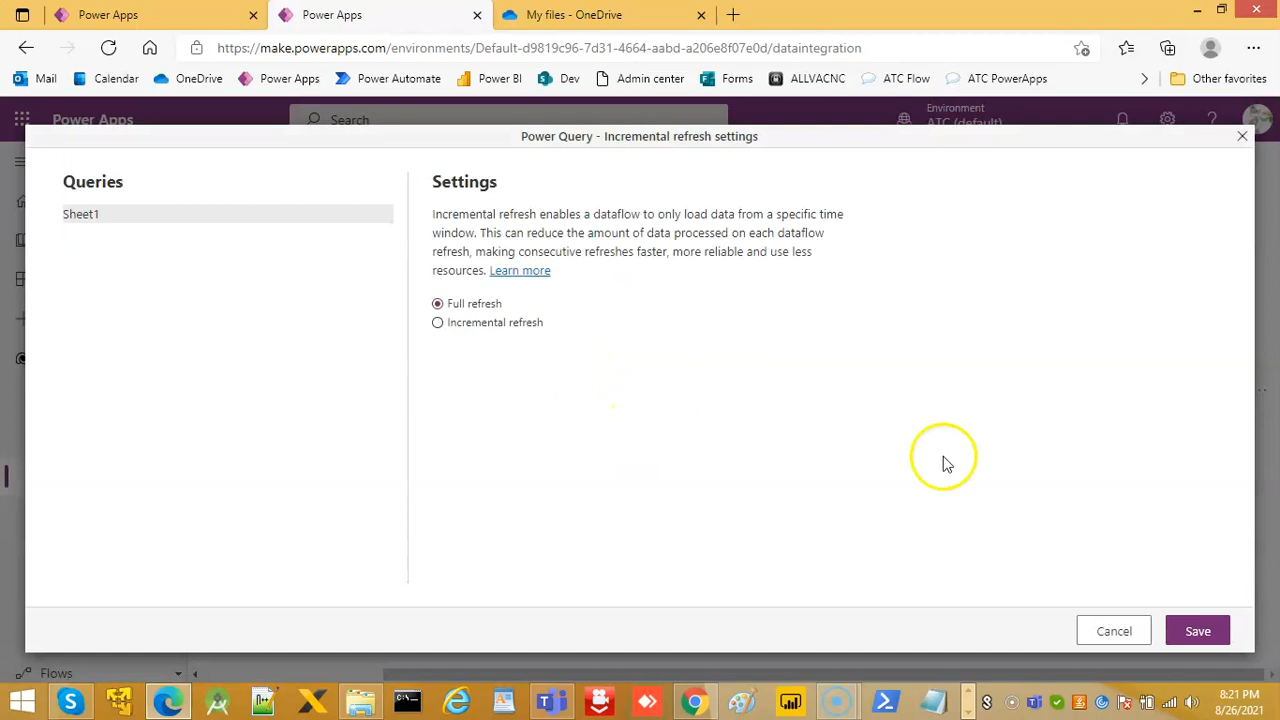 Power Apps
Power Apps
My files - OneDrive
https://make.powerapps.com/environments/Default-d9819c96-7d31-4664-aabd-a206e8f07e0d/dataintegration
Mail
Calendar
OneDrive
Power Apps
Power Automate
Power BI
Dev
Admin center
Forms
ALLVACNC
ATC Flow
ATC PowerApps
Other favorites
Power Apps
Search
Environment
ATC (default)
Power Query - Incremental refresh settings
Queries
Sheet1
Settings
Incremental refresh enables a dataflow to only load data from a specific time
window. This can reduce the amount of data processed on each dataflow
refresh, making consecutive refreshes faster, more reliable and use less
resources. Learn more
Full refresh
Incremental refresh
Cancel
Save
Flows
8:21 PM
8/26/2021